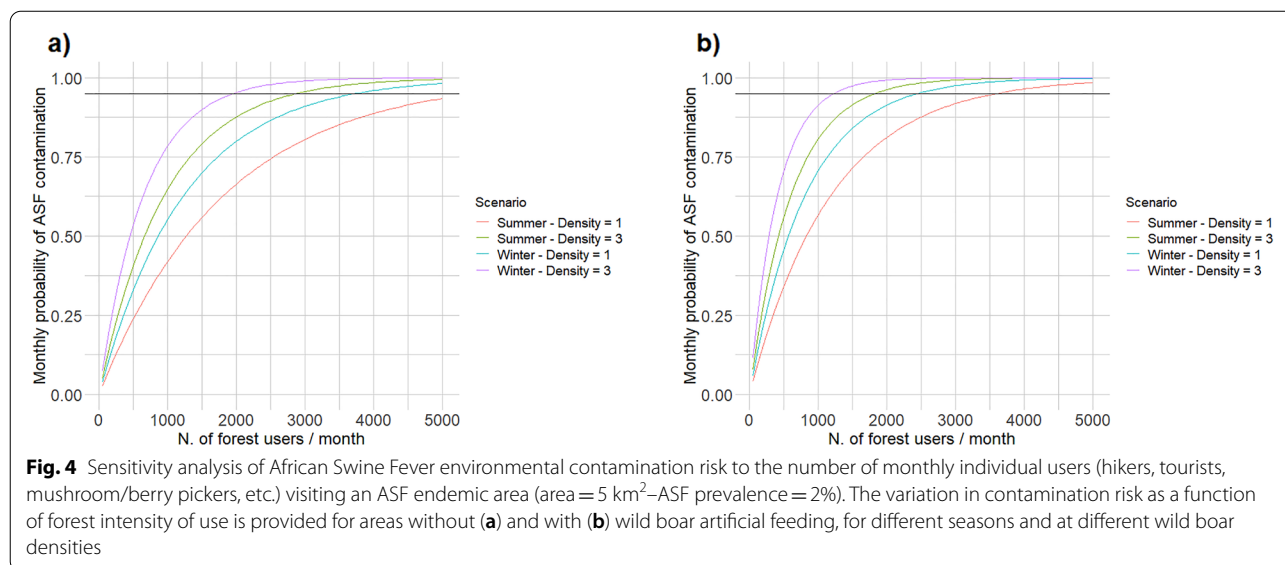 a)
1.00
0.75
0.50
0.25
0.00
Monthly probability of ASF contamination
0
1000
2000
3000
4000
5000
N. of forest users / month
Scenario
Summer - Density = 1
Summer - Density = 3
Winter - Density = 1
Winter - Density = 3
b)
1.00
0.75
0.50
0.25
0.00
Monthly probability of ASF contamination
0
1000
2000
3000
4000
5000
N. of forest users / month
Scenario
Summer - Density = 1
Summer - Density = 3
Winter - Density = 1
Winter - Density = 3
Fig. 4 Sensitivity analysis of African Swine Fever environmental contamination risk to the number of monthly individual users (hikers, tourists,
mushroom/berry pickers, etc.) visiting an ASF endemic area (area = 5 km²–ASF prevalence = 2%). The variation in contamination risk as a function
of forest intensity of use is provided for areas without (a) and with (b) wild boar artificial feeding, for different seasons and at different wild boar
densities